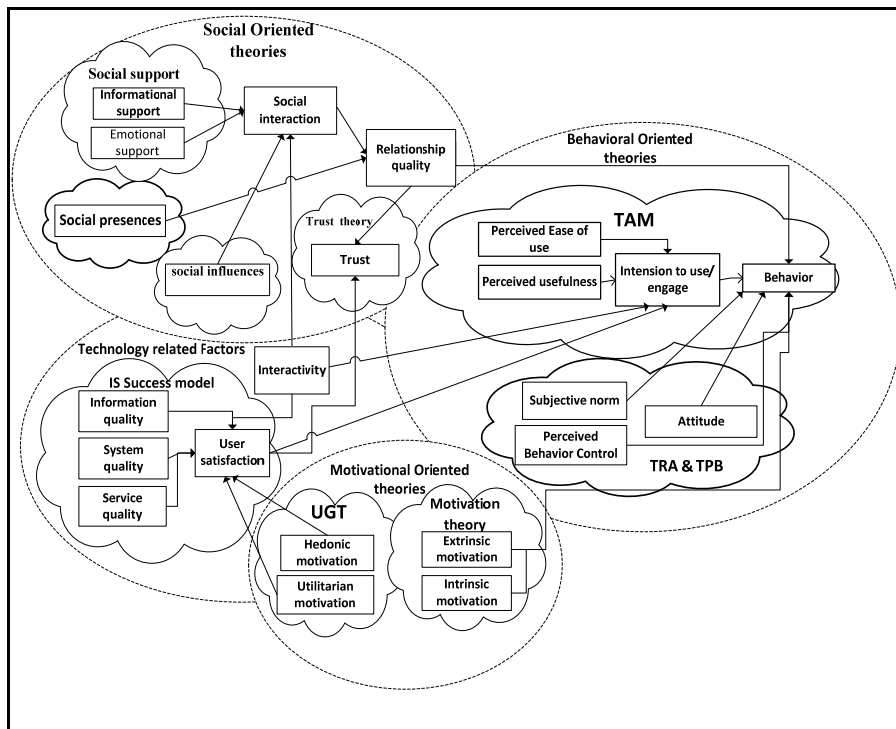 Social Oriented
theories
Social support
Informational
support
Emotional
support
Social
interaction
Relationship
quality
Social presences
social influences
Trust theory
Trust
Behavioral Oriented
theories
TAM
Perceived Ease of
use
Perceived usefulness
Intension to use/
engage
Behavior
Subjective norm
Attitude
Perceived
Behavior Control
TRA & TPB
Technology related Factors
Interactivity
IS Success model
Information
quality
System
quality
Service
quality
User
satisfaction
Motivational Oriented
theories
UGT
Hedonic
motivation
Utilitarian
motivation
Motivation
theory
Extrinsic
motivation
Intrinsic
motivation